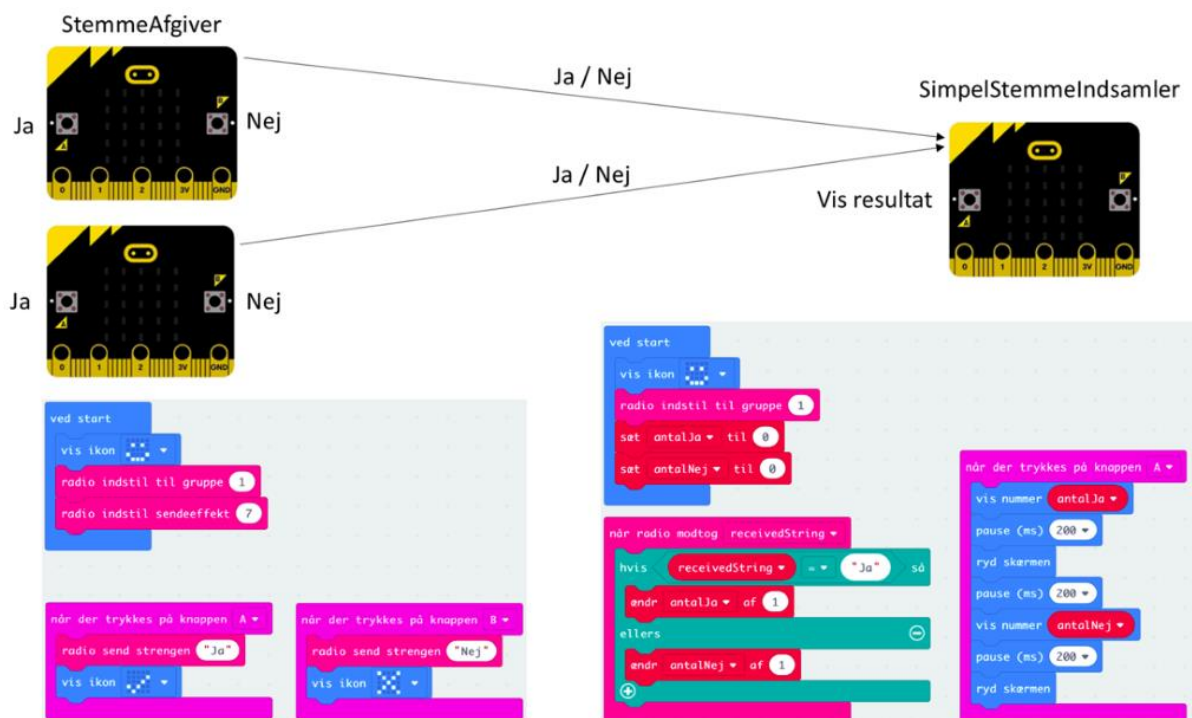 StemmeAfgiver
Ja
Nej
0 1 2 3V GND
Ja / Nej
Ja
Nej
0 1 2 3V GND
Ja / Nej
SimpelStemmeIndsamler
Vis resultat
A
B
0 1 2 3V GND
ved start
vis ikon
radio indstil til gruppe 1
radio indstil sendeeffekt 7
når der trykkes på knappen A
radio send strengen "Ja"
vis ikon
når der trykkes på knappen B
radio send strengen "Nej"
vis ikon
ved start
vis ikon
radio indstil til gruppe 1
sæt antalJa til 0
sæt antalNej til 0
når radio modtog receivedString
hvis receivedString = "Ja" så
ændr antalJa af 1
ellers
ændr antalNej af 1
når der trykkes på knappen A
vis nummer antalJa
pause (ms) 200
ryd skærmen
pause (ms) 200
vis nummer antalNej
pause (ms) 200
ryd skærmen